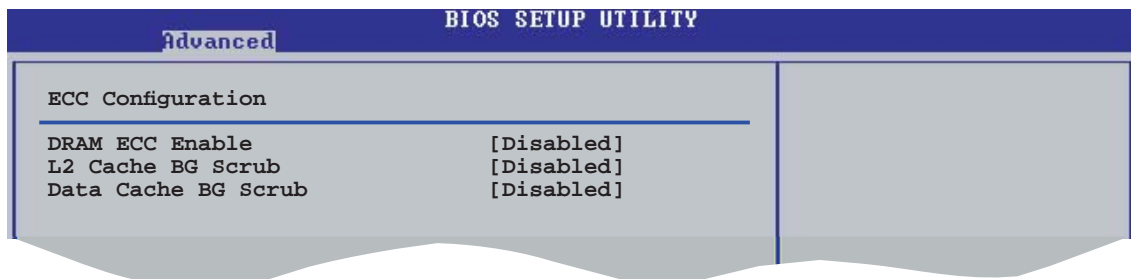 BIOS SETUP UTILITY
Advanced
ECC Configuration
DRAM ECC Enable [Disabled]
L2 Cache BG Scrub [Disabled]
Data Cache BG Scrub [Disabled]